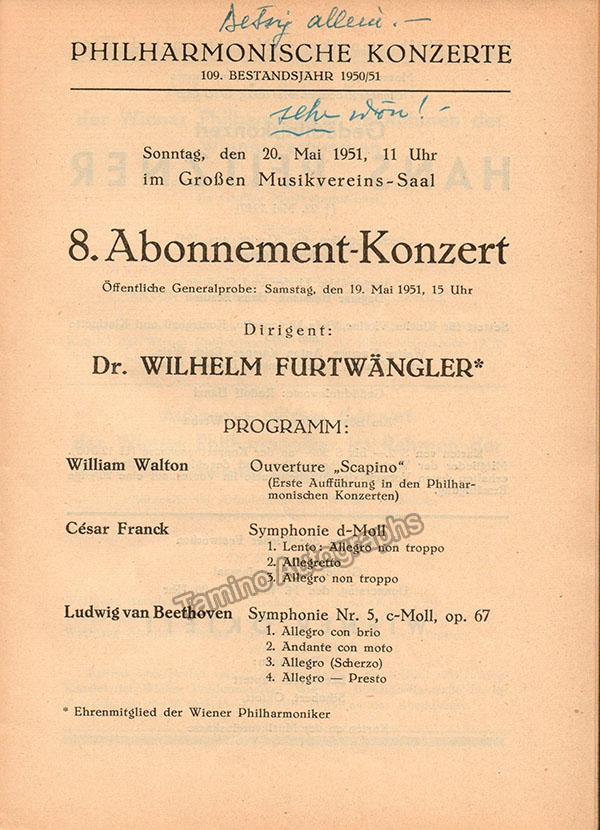 Betsy allein. —
PHILHARMONISCHE KONZERTE
109. BESTANDSJAHR 1950/51
sehr schön! —
Sonntag, den 20. Mai 1951, 11 Uhr
im Großen Musikvereins-Saal
8. Abonnement-Konzert
Öffentliche Generalprobe: Samstag, den 19. Mai 1951, 15 Uhr
Dirigent:
Dr. WILHELM FURTWÄNGLER*
PROGRAMM:
William Walton Ouverture „Scapino“
(Erste Aufführung in den Philhar-
monischen Konzerten)
César Franck Symphonie d-Moll
1. Lento: Allegro non troppo
2. Allegretto
3. Allegro non troppo
Tamino Autographs
Ludwig van Beethoven Symphonie Nr. 5, c-Moll, op. 67
1. Allegro con brio
2. Andante con moto
3. Allegro (Scherzo)
4. Allegro — Presto
* Ehrenmitglied der Wiener Philharmoniker